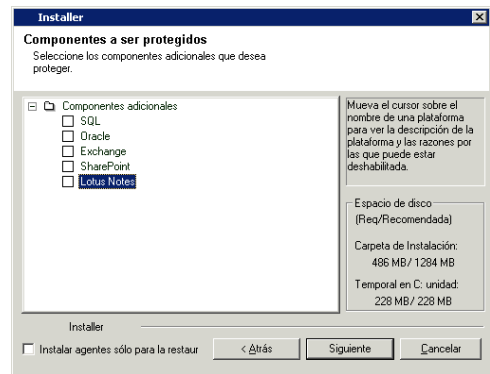 Installer
Componentes a ser protegidos
Seleccione los componentes adicionales que desea
proteger.
Componentes adicionales
SQL
Oracle
Exchange
SharePoint
Lotus Notes
Mueva el cursor sobre el
nombre de una plataforma
para ver la descripción de la
plataforma y las razones por
las que puede estar
deshabilitada.
Espacio de disco
(Req/Recomendada)
Carpeta de Instalación:
486 MB/ 1284 MB
Temporal en C: unidad:
228 MB/ 228 MB
Installer
Instalar agentes sólo para la restaur
< Atrás
Siguiente
Cancelar